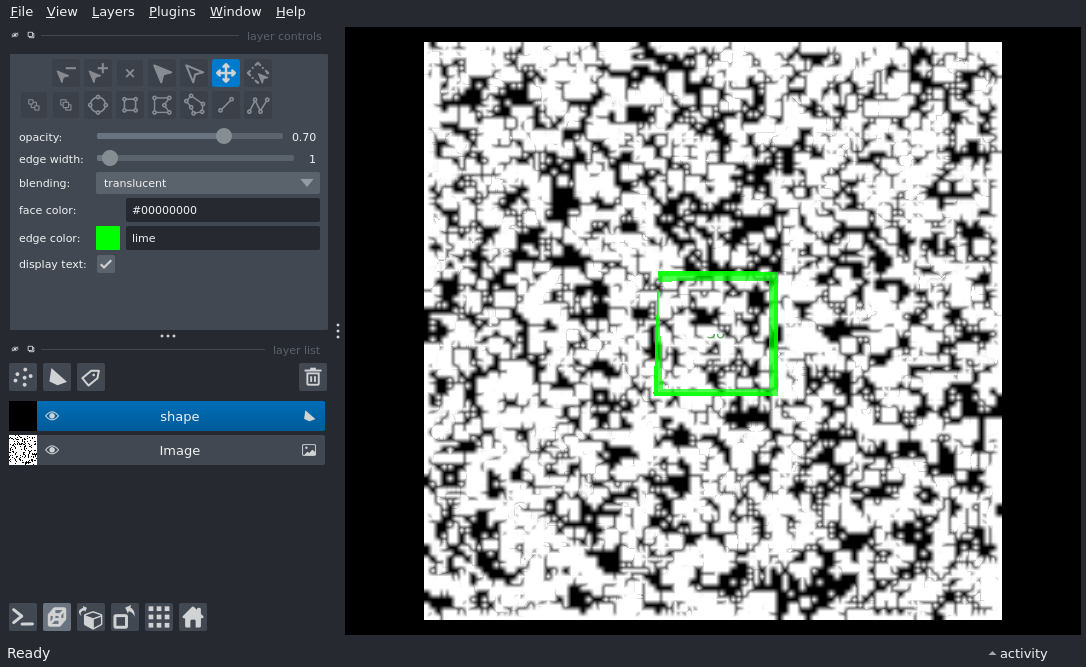 File View Layers Plugins Window Help
layer controls
opacity: 0.70
edge width: 1
blending: translucent
face color: #00000000
edge color: lime
display text:
layer list
shape
Image
Ready
activity